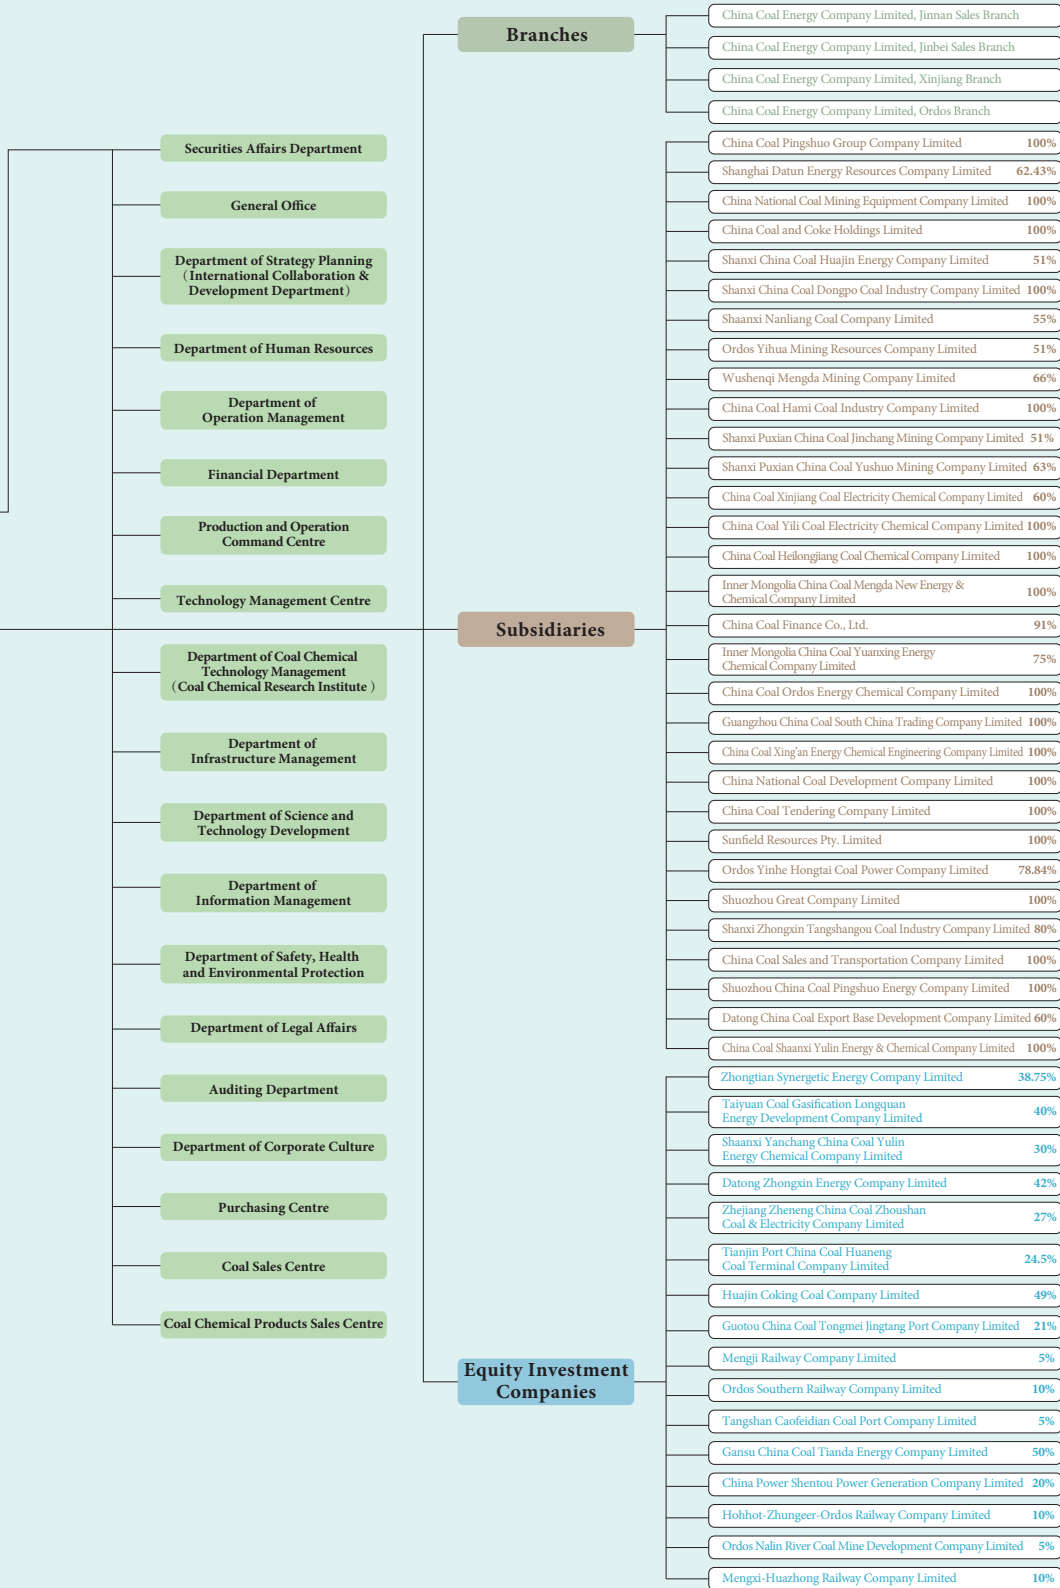 Securities Affairs Department
General Office
Department of Strategy Planning
（International Collaboration &
Development Department）
Department of Human Resources
Department of
Operation Management
Financial Department
Production and Operation
Command Centre
Technology Management Centre
Department of Coal Chemical
Technology Management
（Coal Chemical Research Institute ）
Department of
Infrastructure Management
Department of Science and
Technology Development
Department of
Information Management
Department of Safety, Health
and Environmental Protection
Department of Legal Affairs
Auditing Department
Department of Corporate Culture
Purchasing Centre
Coal Sales Centre
Coal Chemical Products Sales Centre
Branches
China Coal Energy Company Limited, Jinnan Sales Branch
China Coal Energy Company Limited, Jinbei Sales Branch
China Coal Energy Company Limited, Xinjiang Branch
China Coal Energy Company Limited, Ordos Branch
Subsidiaries
China Coal Pingshuo Group Company Limited 100%
Shanghai Datun Energy Resources Company Limited 62.43%
China National Coal Mining Equipment Company Limited 100%
China Coal and Coke Holdings Limited 100%
Shanxi China Coal Huajin Energy Company Limited 51%
Shanxi China Coal Dongpo Coal Industry Company Limited 100%
Shaanxi Nanliang Coal Company Limited 55%
Ordos Yihua Mining Resources Company Limited 51%
Wushenqi Mengda Mining Company Limited 66%
China Coal Hami Coal Industry Company Limited 100%
Shanxi Puxian China Coal Jinchang Mining Company Limited 51%
Shanxi Puxian China Coal Yushuo Mining Company Limited 63%
China Coal Xinjiang Coal Electricity Chemical Company Limited 60%
China Coal Yili Coal Electricity Chemical Company Limited 100%
China Coal Heilongjiang Coal Chemical Company Limited 100%
Inner Mongolia China Coal Mengda New Energy &
Chemical Company Limited 100%
China Coal Finance Co., Ltd. 91%
Inner Mongolia China Coal Yuanxing Energy
Chemical Company Limited 75%
China Coal Ordos Energy Chemical Company Limited 100%
Guangzhou China Coal South China Trading Company Limited 100%
China Coal Xing'an Energy Chemical Engineering Company Limited 100%
China National Coal Development Company Limited 100%
China Coal Tendering Company Limited 100%
Sunfield Resources Pty. Limited 100%
Ordos Yinhe Hongtai Coal Power Company Limited 78.84%
Shuozhou Great Company Limited 100%
Shanxi Zhongxin Tangshangou Coal Industry Company Limited 80%
China Coal Sales and Transportation Company Limited 100%
Shuozhou China Coal Pingshuo Energy Company Limited 100%
Datong China Coal Export Base Development Company Limited 60%
China Coal Shaanxi Yulin Energy & Chemical Company Limited 100%
Equity Investment
Companies
Zhongtian Synergetic Energy Company Limited 38.75%
Taiyuan Coal Gasification Longquan
Energy Development Company Limited 40%
Shaanxi Yanchang China Coal Yulin
Energy Chemical Company Limited 30%
Datong Zhongxin Energy Company Limited 42%
Zhejiang Zheneng China Coal Zhoushan
Coal & Electricity Company Limited 27%
Tianjin Port China Coal Huaneng
Coal Terminal Company Limited 24.5%
Huajin Coking Coal Company Limited 49%
Guotou China Coal Tongmei Jingtang Port Company Limited 21%
Mengji Railway Company Limited 5%
Ordos Southern Railway Company Limited 10%
Tangshan Caofeidian Coal Port Company Limited 5%
Gansu China Coal Tianda Energy Company Limited 50%
China Power Shentou Power Generation Company Limited 20%
Hohhot-Zhungeer-Ordos Railway Company Limited 10%
Ordos Nalin River Coal Mine Development Company Limited 5%
Mengxi-Huazhong Railway Company Limited 10%